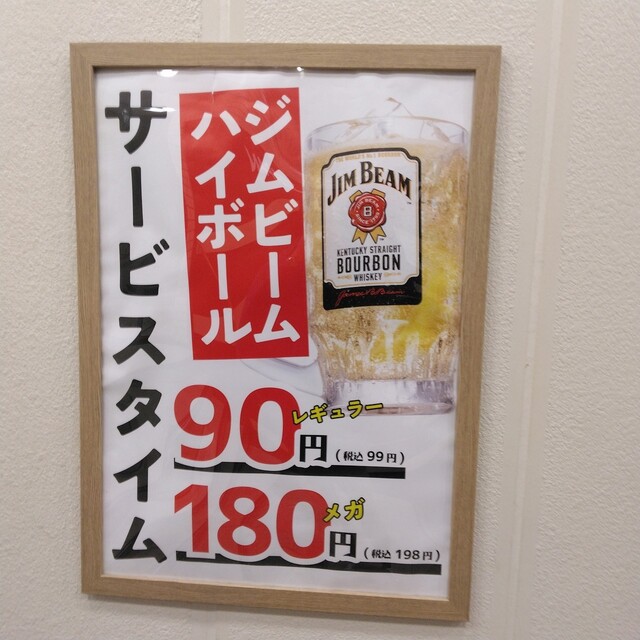 サービスタイム
ジムビーム
ハイボール
JIM BEAM
KENTUCKY STRAIGHT
BOURBON
WHISKEY
レギュラー
90円(税込 99円)
メガ
180円(税込 198円)